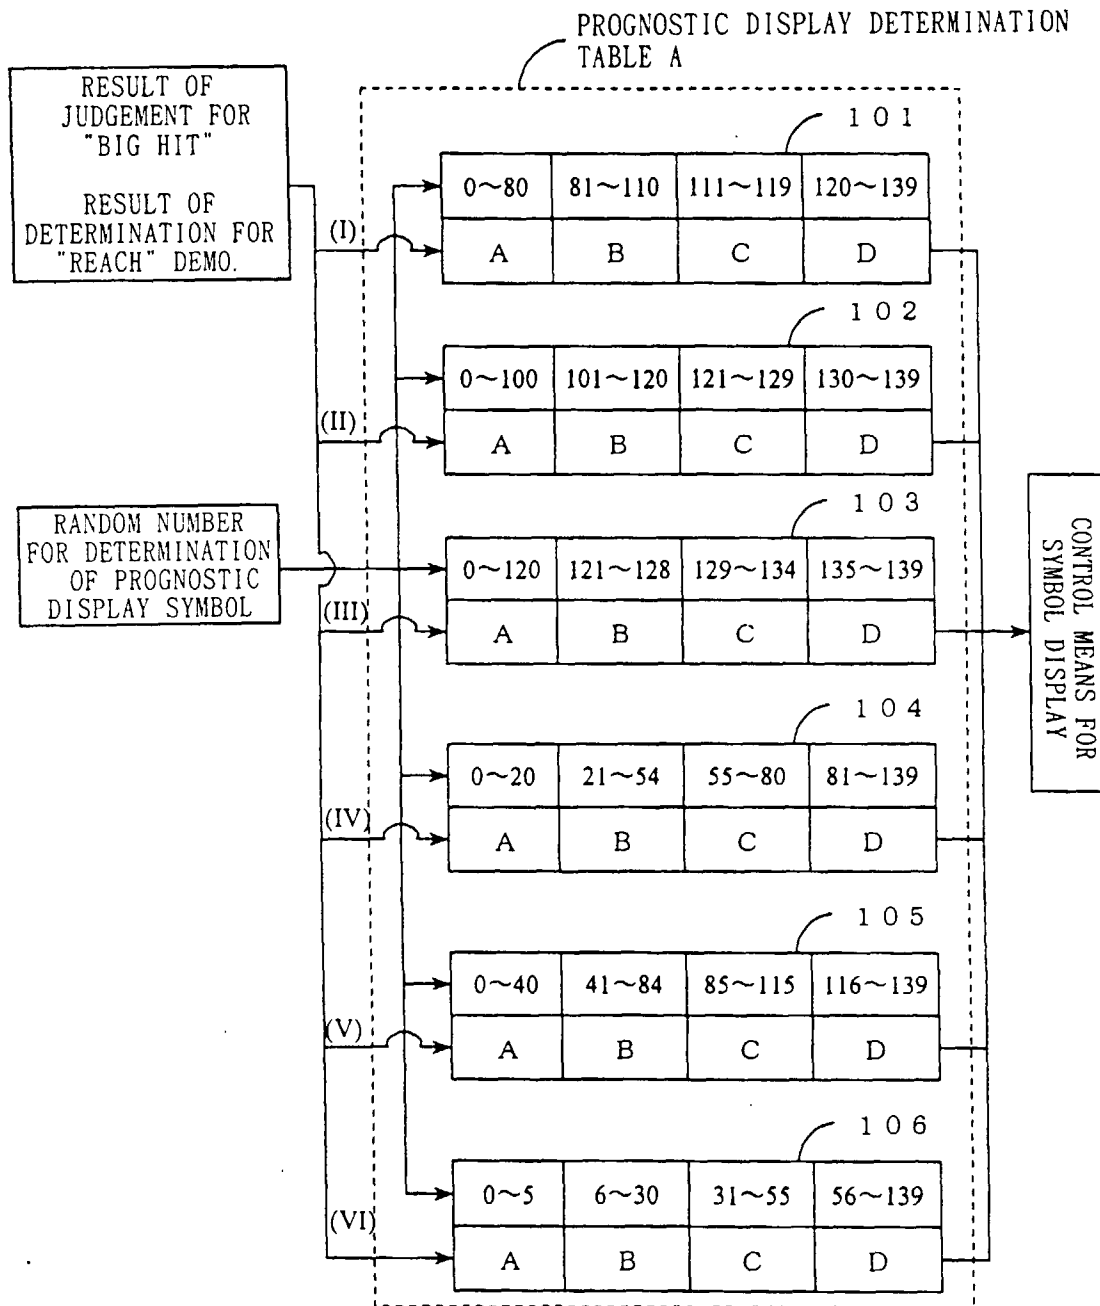 PROGNOSTIC DISPLAY DETERMINATION
TABLE A
RESULT OF
JUDGEMENT FOR
"BIG HIT"
RESULT OF
DETERMINATION FOR
"REACH" DEMO.
101
0~80 81~110 111~119 120~139
(I)
A B C D
102
0~100 101~120 121~129 130~139
(II)
A B C D
RANDOM NUMBER
FOR DETERMINATION
OF PROGNOSTIC
DISPLAY SYMBOL
103
0~120 121~128 129~134 135~139
(III)
A B C D
CONTROL MEANS FOR
SYMBOL DISPLAY
104
0~20 21~54 55~80 81~139
(IV)
A B C D
105
0~40 41~84 85~115 116~139
(V)
A B C D
106
0~5 6~30 31~55 56~139
(VI)
A B C D